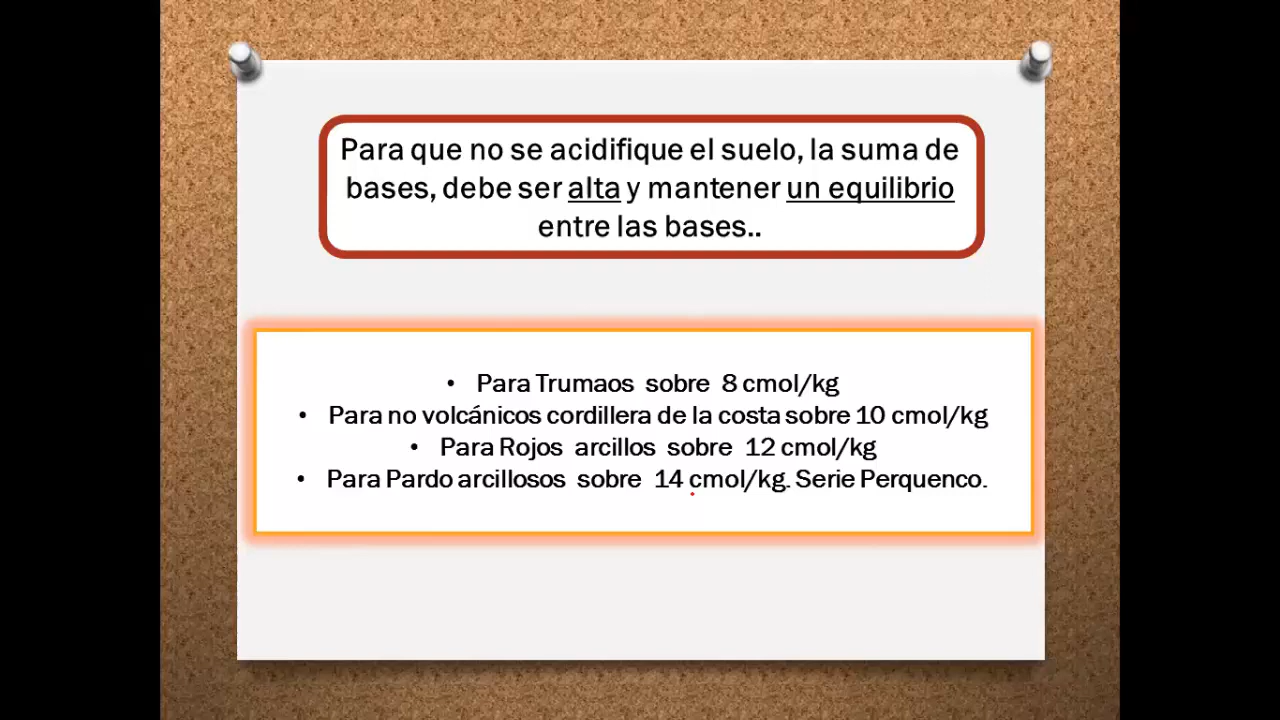 Para que no se acidifique el suelo, la suma de
bases, debe ser alta y mantener un equilibrio
entre las bases..
• Para Trumaos sobre 8 cmol/kg
• Para no volcánicos cordillera de la costa sobre 10 cmol/kg
• Para Rojos arcillos sobre 12 cmol/kg
• Para Pardo arcillosos sobre 14 cmol/kg. Serie Perquenco.